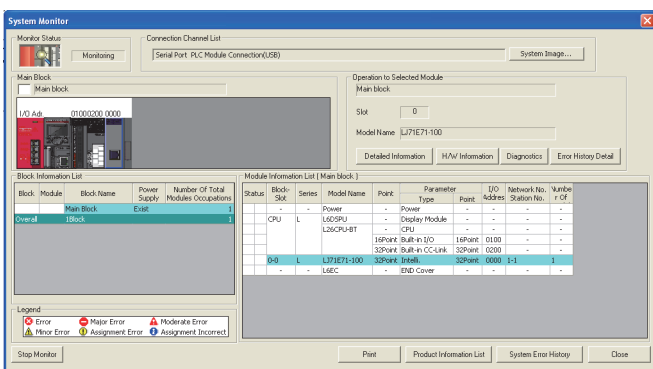 System Monitor
Monitor Status
Monitoring
Connection Channel List
Serial Port PLC Module Connection(USB)
System Image...
Main Block
Main block
I/O Adr 01000200 0000
Operation to Selected Module
Main block
Slot 0
Model Name LJ71E71-100
Detailed Information H/W Information Diagnostics Error History Detail
Block Information List
Block Module Block Name Power Supply Number Of Total Modules Occupations
Main Block Exist 1
Overall 1Block 1
Module Information List ( Main block )
Status Block-Slot Series Model Name Point Parameter Type Point I/O Addres Network No. Station No. Numbe r Of
- - Power - Power - - - -
CPU L L6DSPU - Display Module - - - -
L26CPU-BT - CPU - - - -
16Point Built-in I/O 16Point 0100 - -
32Point Built-in CC-Link 32Point 0200 - -
0-0 L LJ71E71-100 32Point Intelli. 32Point 0000 1-1 1
- - L6EC - END Cover - - - -
Legend
Error Major Error Moderate Error
Minor Error Assignment Error Assignment Incorrect
Stop Monitor Print Product Information List System Error History Close